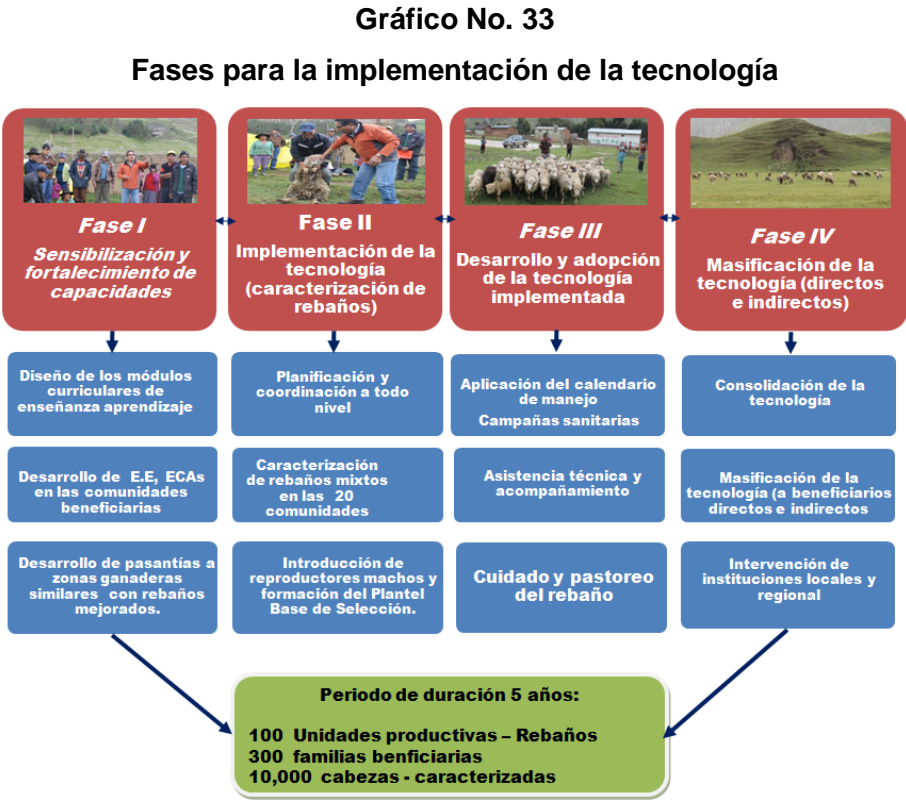 Gráfico No. 33
Fases para la implementación de la tecnología
Fase I
Sensibilización y
fortalecimiento de
capacidades
Fase II
Implementación de la
tecnología
(caracterización de
rebaños)
Fase III
Desarrollo y adopción
de la tecnología
implementada
Fase IV
Masificación de la
tecnología (directos
e indirectos)
Diseño de los módulos
curriculares de
enseñanza aprendizaje
Planificación y
coordinación a todo
nivel
Aplicación del calendario
de manejo
Campañas sanitarias
Consolidación de la
tecnología
Desarrollo de E.E, ECAs
en las comunidades
beneficiarias
Caracterización
de rebaños mixtos
en las 20
comunidades
Asistencia técnica y
acompañamiento
Masificación de la
tecnología (a beneficiarios
directos e indirectos
Desarrollo de pasantías a
zonas ganaderas
similares con rebaños
mejorados.
Introducción de
reproductores machos y
formación del Plantel
Base de Selección.
Cuidado y pastoreo
del rebaño
Intervención de
instituciones locales y
regional
Periodo de duración 5 años:
100 Unidades productivas – Rebaños
300 familias benficiarias
10,000 cabezas - caracterizadas